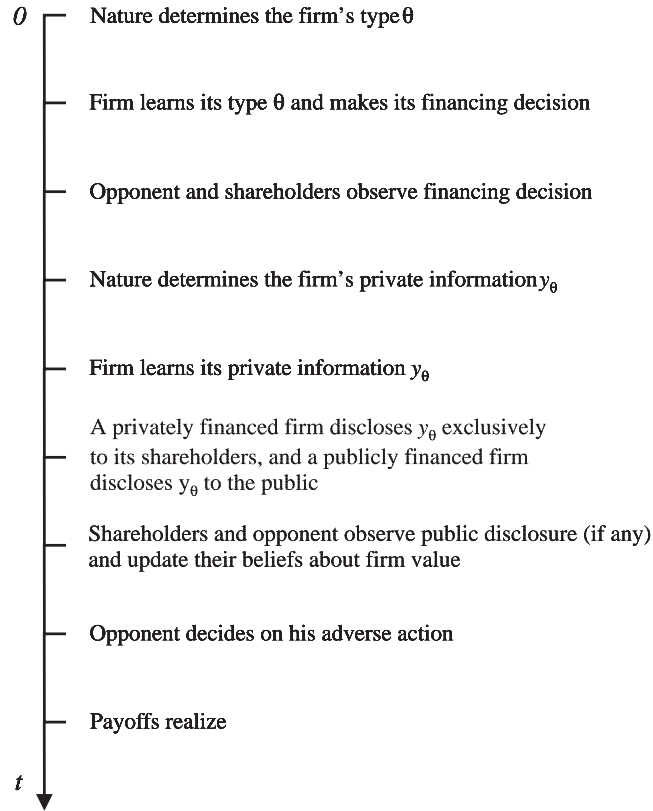 0 Nature determines the firm's type θ
Firm learns its type θ and makes its financing decision
Opponent and shareholders observe financing decision
Nature determines the firm's private information yθ
Firm learns its private information yθ
A privately financed firm discloses yθ exclusively
to its shareholders, and a publicly financed firm
discloses yθ to the public
Shareholders and opponent observe public disclosure (if any)
and update their beliefs about firm value
Opponent decides on his adverse action
Payoffs realize
t